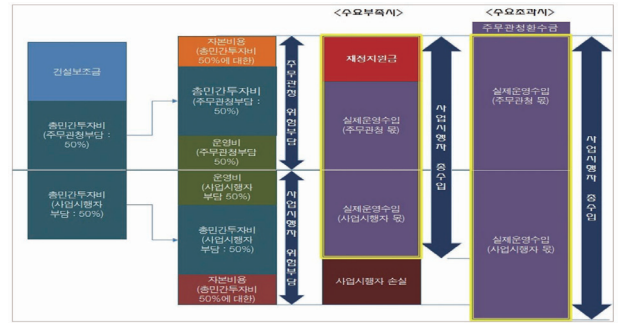 <수요부족시>
<수요초과시>
주무관청환수금
건설보조금
총민간투자비
(주무관청부담 :
50%)
총민간투자비
(사업시행자
부담 : 50%)
자본비용
(총민간투자비
50%에 대한)
총민간투자비
(주무관청부담 :
50%)
운영비
(주무관청부담
50%)
운영비
(사업시행자
부담 50%)
총민간투자비
(사업시행자
부담 : 50%)
자본비용
(총민간투자비
50%에 대한)
주무관청 위험부담
사업시행자 위험부담
재정지원금
실제운영수입
(주무관청 몫)
실제운영수입
(사업시행자 몫)
사업시행자 손실
사업시행자 총수입
실제운영수입
(주무관청 몫)
실제운영수입
(사업시행자 몫)
사업시행자 총수입